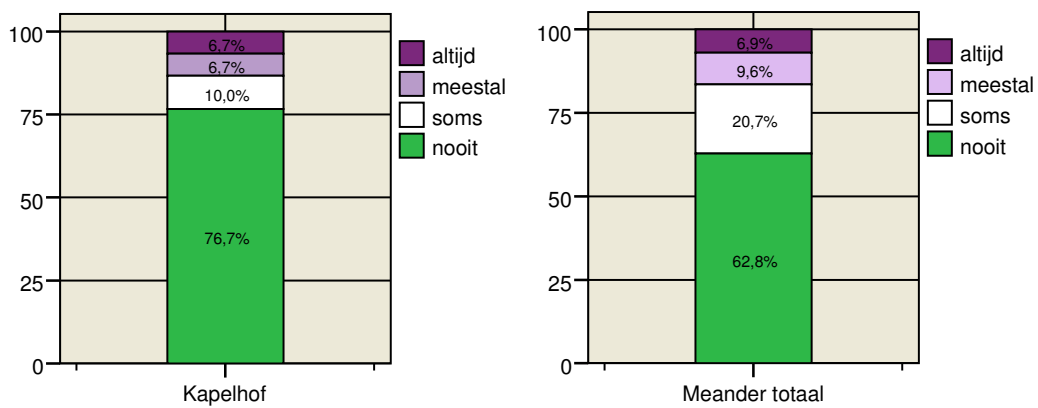 100
75
50
25
0
6,7%
6,7%
10,0%
76,7%
altijd
meestal
soms
nooit
Kapelhof
100
75
50
25
0
6,9%
9,6%
20,7%
62,8%
altijd
meestal
soms
nooit
Meander totaal